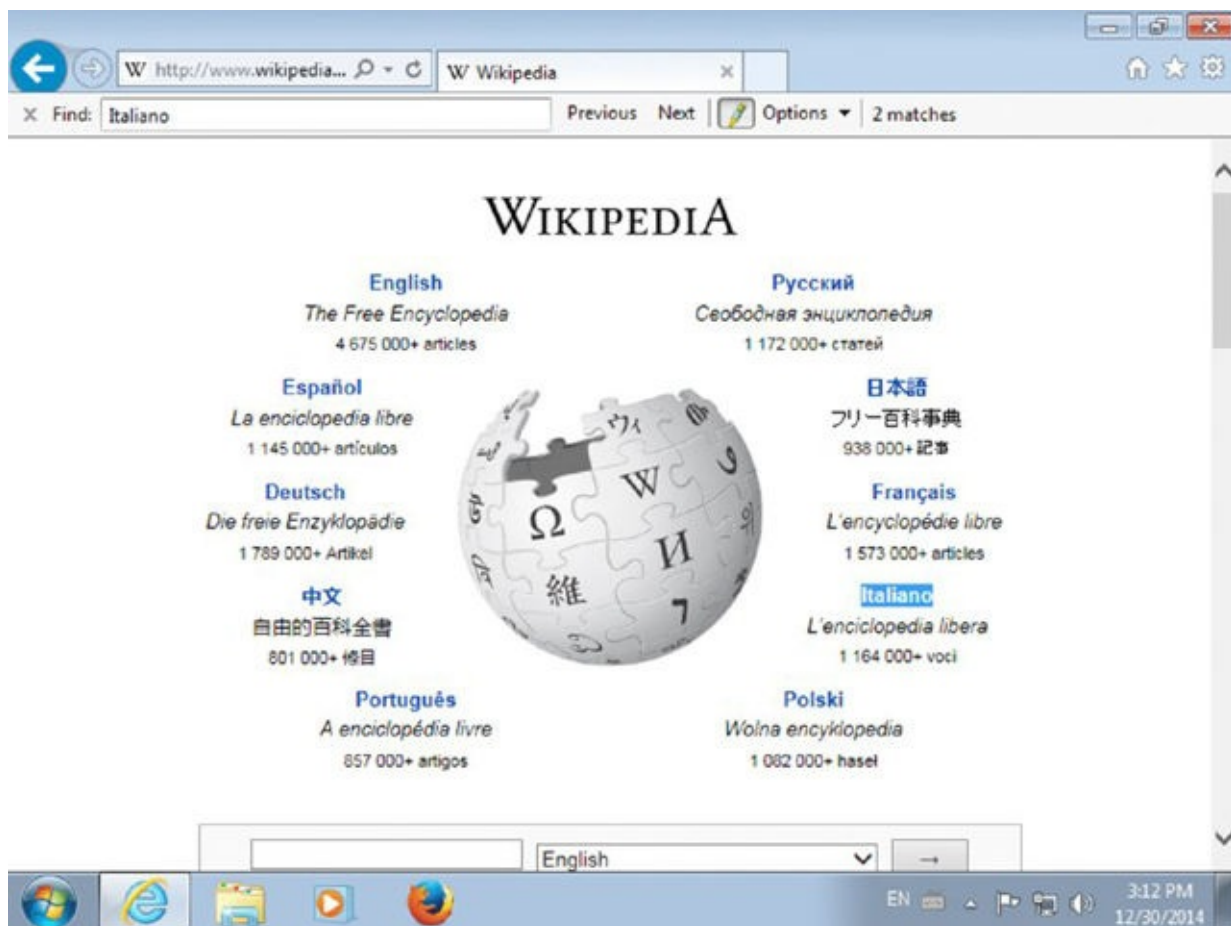 W http://www.wikipedia...
W Wikipedia
Find: Italiano Previous Next Options 2 matches
WIKIPEDIA
English
The Free Encyclopedia
4 675 000+ articles
Русский
Свободная энциклопедия
1 172 000+ статей
Español
La enciclopedia libre
1 145 000+ artículos
日本語
フリー百科事典
938 000+ 記事
Deutsch
Die freie Enzyklopädie
1 789 000+ Artikel
Français
L'encyclopédie libre
1 573 000+ articles
中文
自由的百科全書
801 000+ 條目
Italiano
L'enciclopedia libera
1 164 000+ voci
Português
A enciclopédia livre
857 000+ artigos
Polski
Wolna encyklopedia
1 082 000+ haseł
Ω
W
И
維
ウィ
7
English
→
EN
3:12 PM
12/30/2014